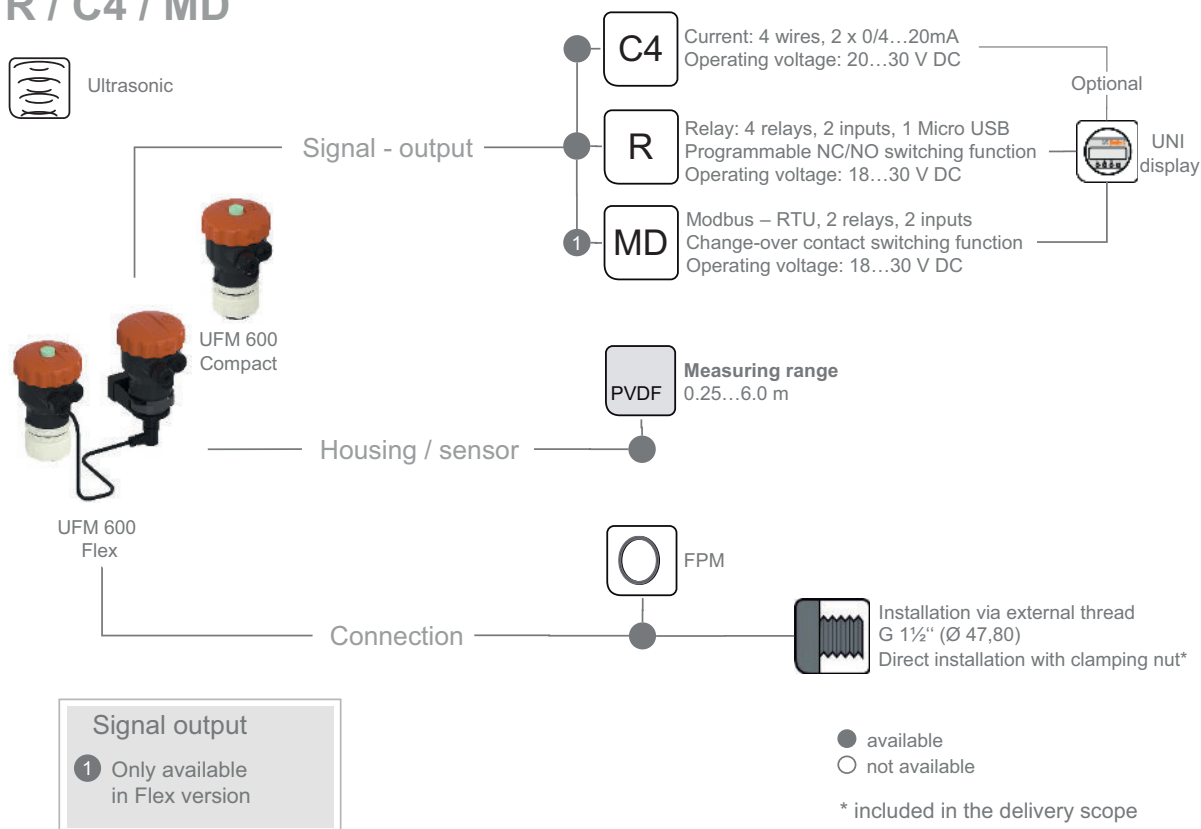 R / C4 / MD
Ultrasonic
Signal - output
C4
Current: 4 wires, 2 x 0/4…20mA
Operating voltage: 20…30 V DC
Optional
R
Relay: 4 relays, 2 inputs, 1 Micro USB
Programmable NC/NO switching function
Operating voltage: 18…30 V DC
UNI
display
1
MD
Modbus – RTU, 2 relays, 2 inputs
Change-over contact switching function
Operating voltage: 18…30 V DC
UFM 600
Compact
UFM 600
Flex
Housing / sensor
PVDF
Measuring range
0.25…6.0 m
Connection
FPM
Installation via external thread
G 1½“ (Ø 47,80)
Direct installation with clamping nut*
Signal output
1 Only available
in Flex version
available
not available
* included in the delivery scope